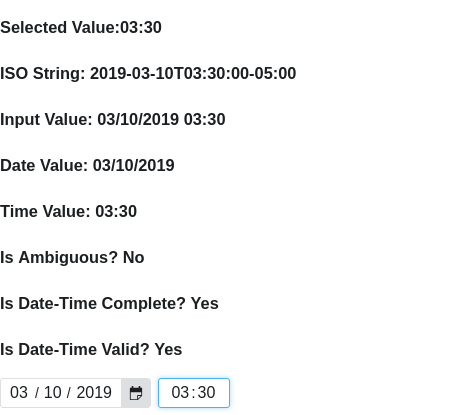 Selected Value:03:30
ISO String: 2019-03-10T03:30:00-05:00
Input Value: 03/10/2019 03:30
Date Value: 03/10/2019
Time Value: 03:30
Is Ambiguous? No
Is Date-Time Complete? Yes
Is Date-Time Valid? Yes
03 / 10 / 2019 03:30